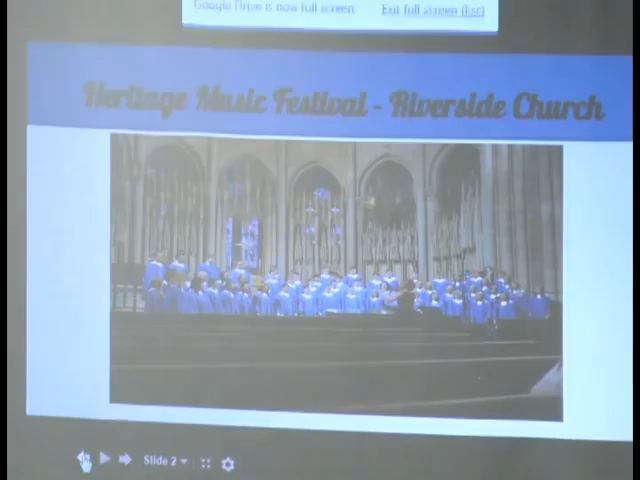 Google Drive is now full screen Exit full screen (Esc)
Heritage Music Festival - Riverside Church
Slide 2